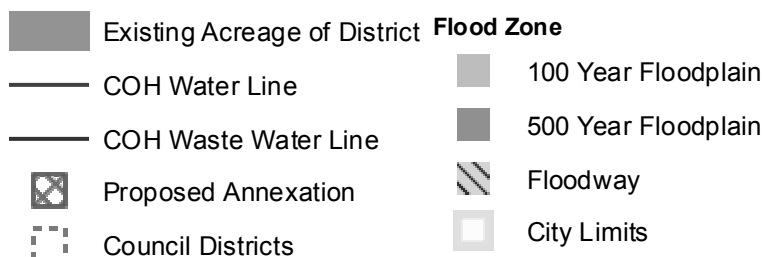 Existing Acreage of District
COH Water Line
COH Waste Water Line
Proposed Annexation
Council Districts
Flood Zone
100 Year Floodplain
500 Year Floodplain
Floodway
City Limits